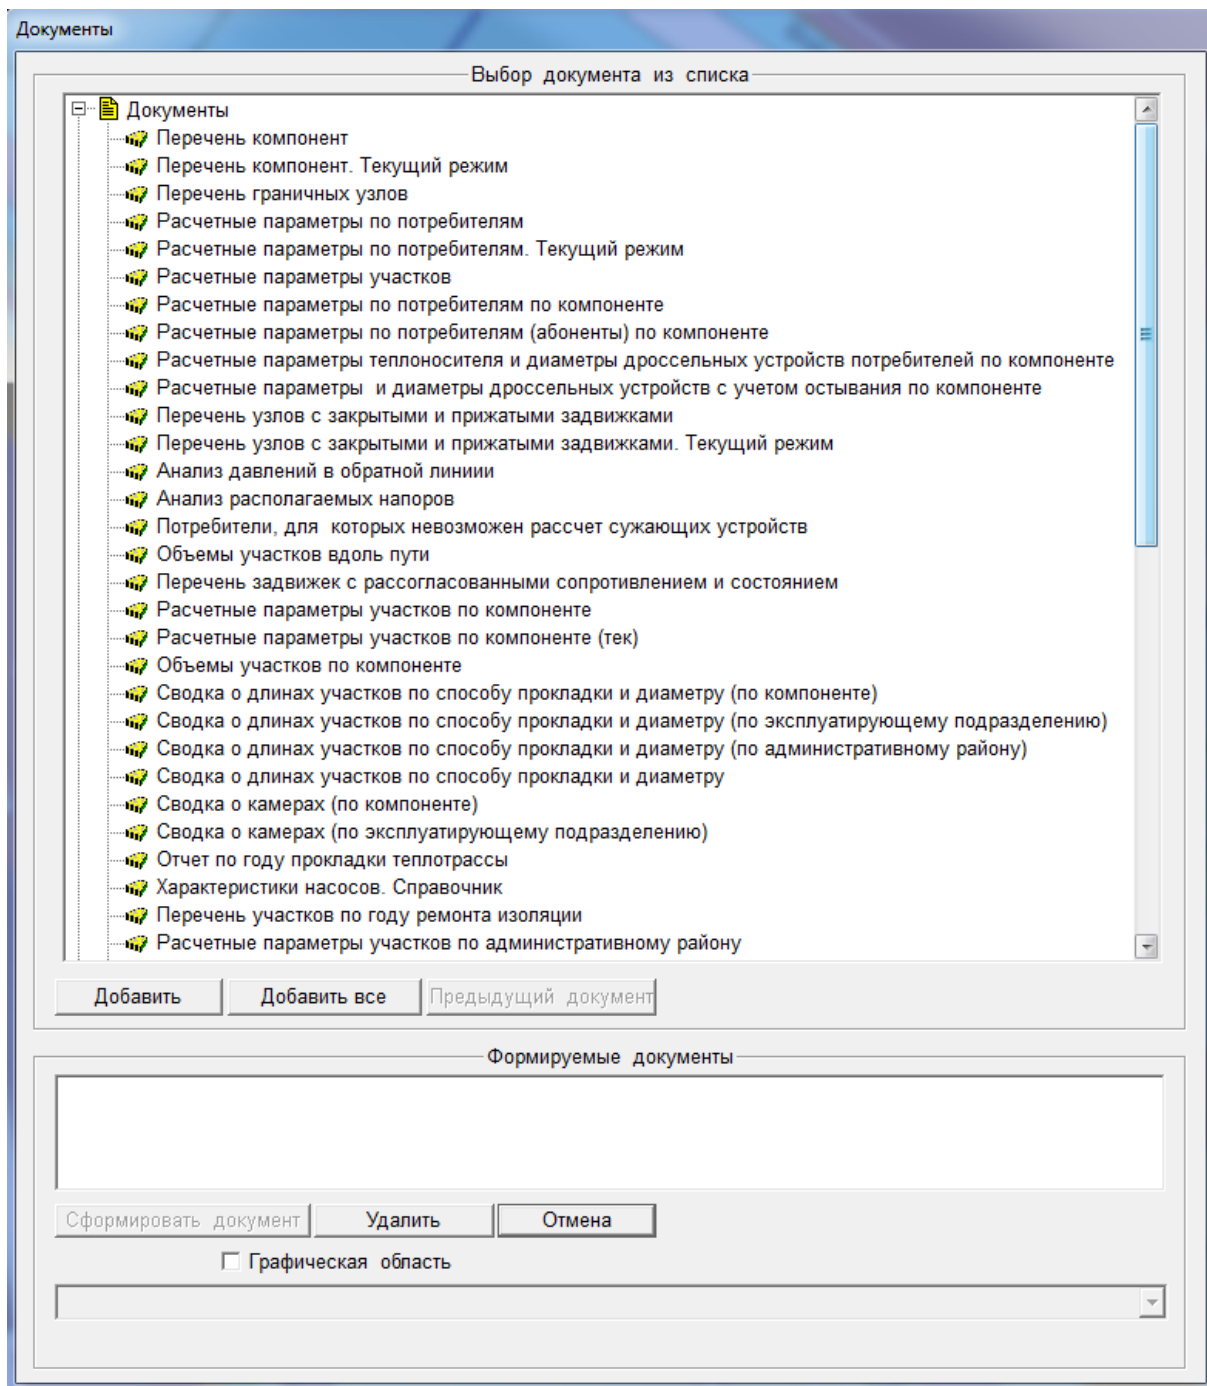 Документы
Выбор документа из списка
Документы
Перечень компонент
Перечень компонент. Текущий режим
Перечень граничных узлов
Расчетные параметры по потребителям
Расчетные параметры по потребителям. Текущий режим
Расчетные параметры участков
Расчетные параметры по потребителям по компоненте
Расчетные параметры по потребителям (абоненты) по компоненте
Расчетные параметры теплоносителя и диаметры дроссельных устройств потребителей по компоненте
Расчетные параметры и диаметры дроссельных устройств с учетом остывания по компоненте
Перечень узлов с закрытыми и прижатыми задвижками
Перечень узлов с закрытыми и прижатыми задвижками. Текущий режим
Анализ давлений в обратной линиии
Анализ располагаемых напоров
Потребители, для которых невозможен рассчет сужающих устройств
Объемы участков вдоль пути
Перечень задвижек с рассогласованными сопротивлением и состоянием
Расчетные параметры участков по компоненте
Расчетные параметры участков по компоненте (тек)
Объемы участков по компоненте
Сводка о длинах участков по способу прокладки и диаметру (по компоненте)
Сводка о длинах участков по способу прокладки и диаметру (по эксплуатирующему подразделению)
Сводка о длинах участков по способу прокладки и диаметру (по административному району)
Сводка о длинах участков по способу прокладки и диаметру
Сводка о камерах (по компоненте)
Сводка о камерах (по эксплуатирующему подразделению)
Отчет по году прокладки теплотрассы
Характеристики насосов. Справочник
Перечень участков по году ремонта изоляции
Расчетные параметры участков по административному району
Добавить Добавить все Предыдущий документ
Формируемые документы
Сформировать документ Удалить Отмена
Графическая область